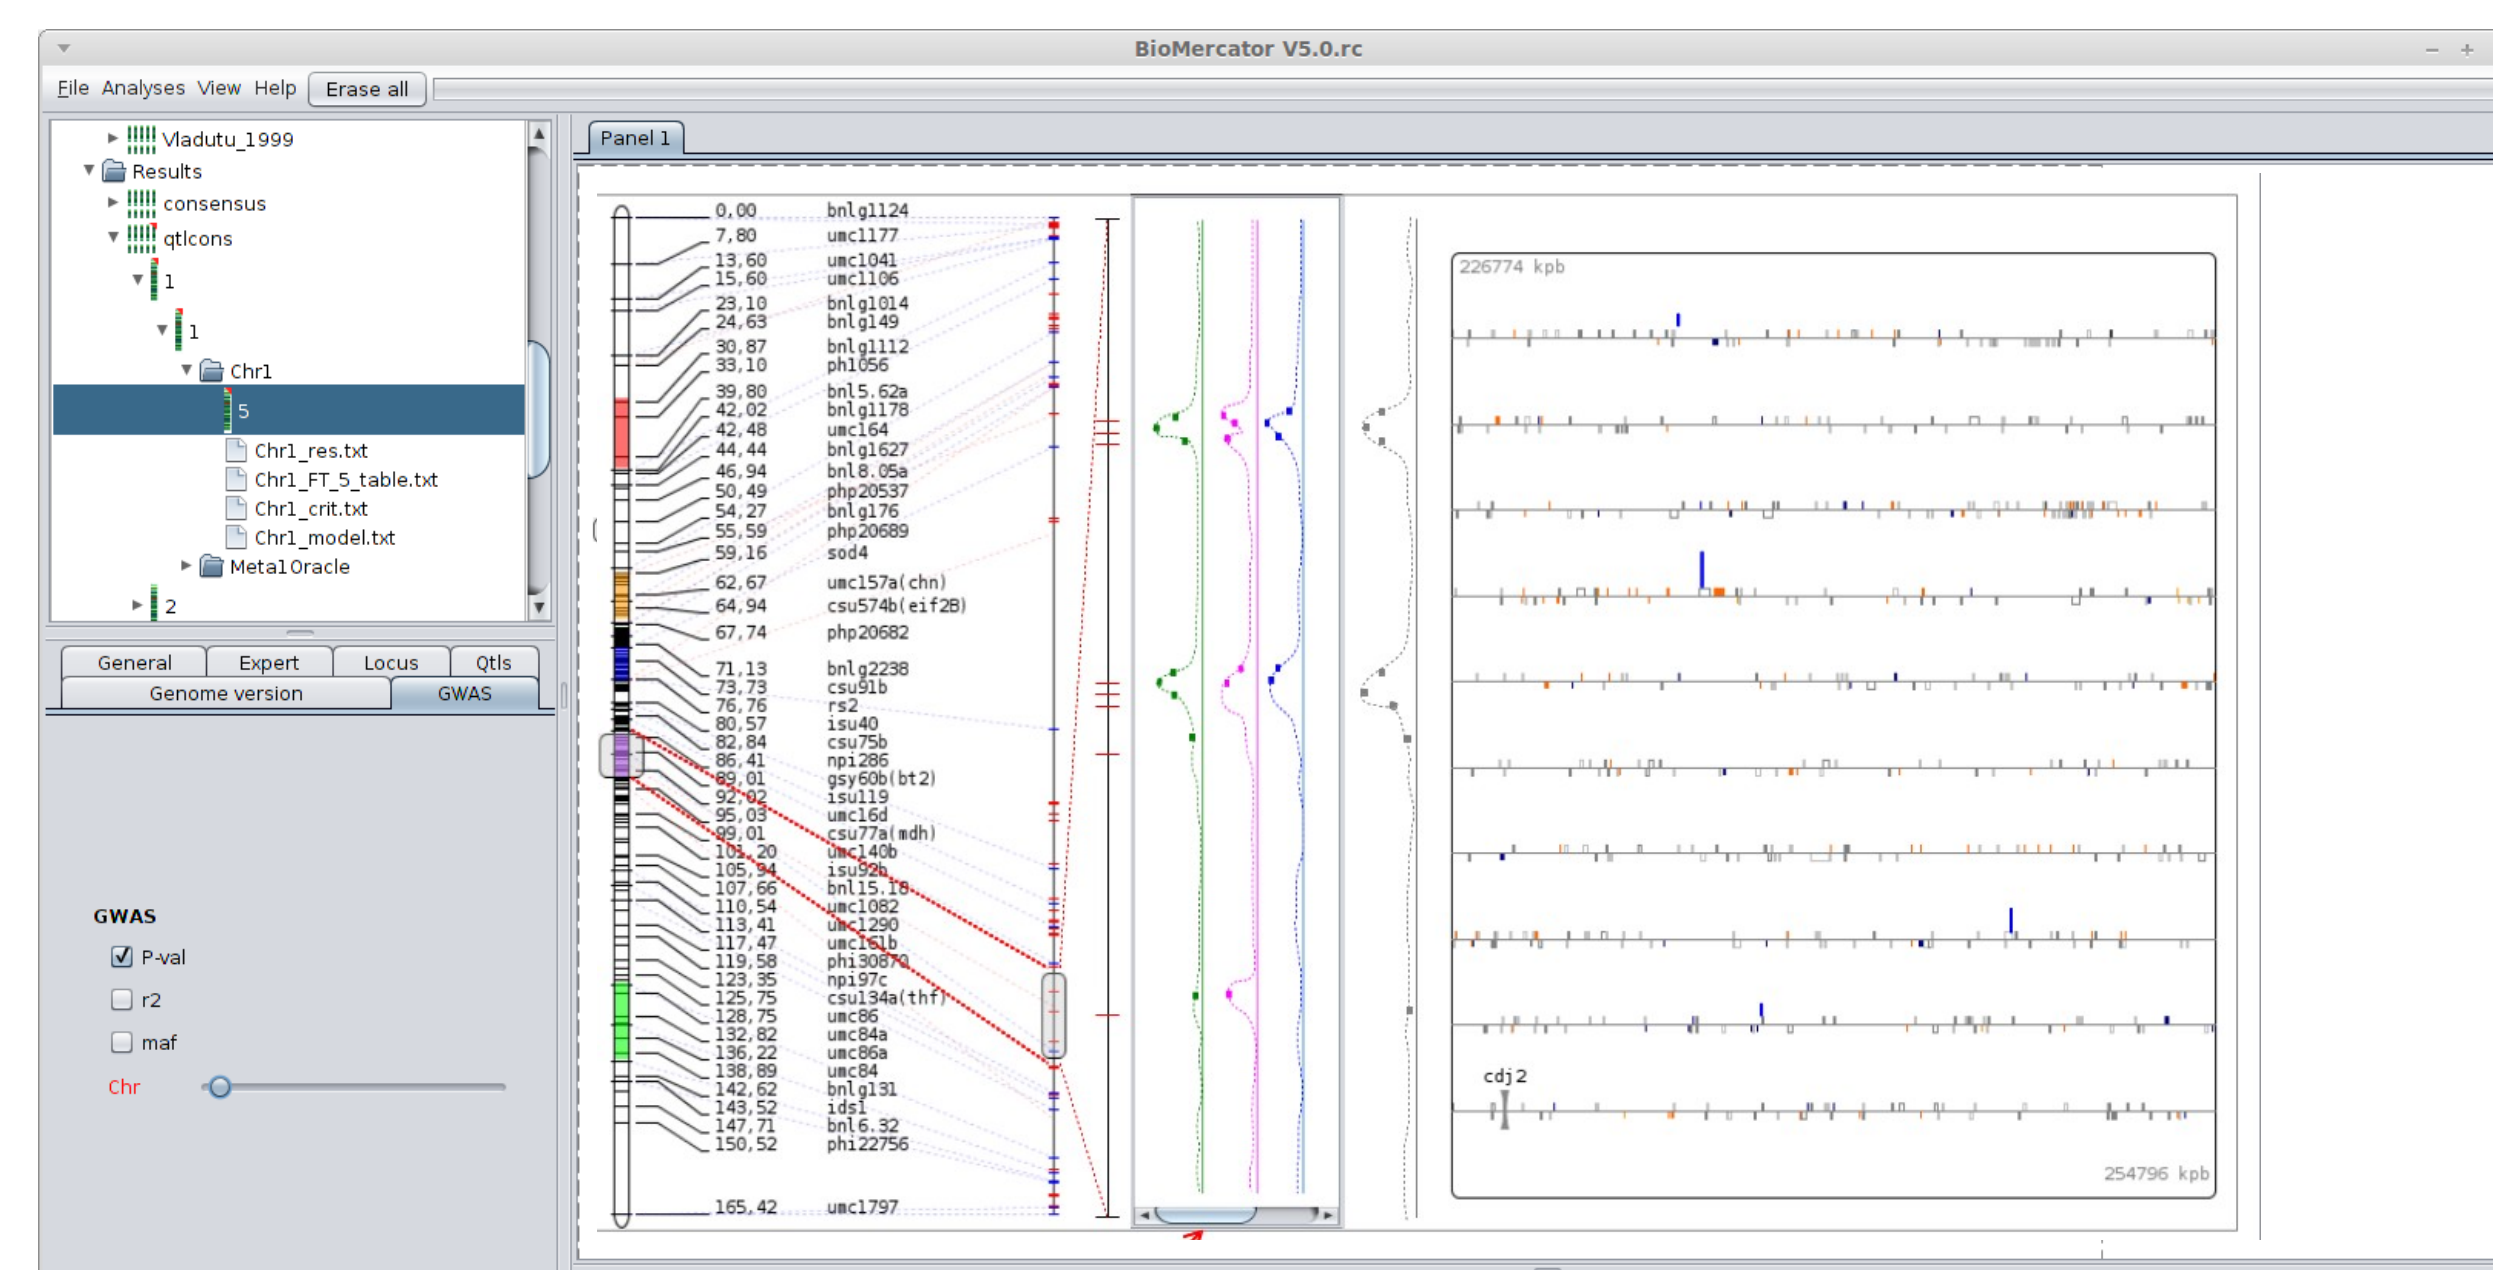 BioMercator V5.0.rc
File Analyses View Help Erase all
Vladutu_1999
Results
consensus
qtlcons
1
1
Chr1
5
Chr1_res.txt
Chr1_FT_5_table.txt
Chr1_crit.txt
Chr1_model.txt
Meta1Oracle
2
General Expert Locus Qtls
Genome version GWAS
GWAS
P-val
r2
maf
Chr
Panel 1
0,00 bnlg1124
7,80 umc1177
13,60 umc1041
15,60 umc1106
23,10 bnlg1014
24,63 bnlg149
30,87 bnlg1112
33,10 ph1056
39,80 bnl5.62a
42,02 bnlg1178
42,48 umc164
44,44 bnlg1627
46,94 bnl8.05a
50,49 php20537
54,27 bnlg176
55,59 php20689
59,16 sod4
62,67 umc157a(chn)
64,94 csu574b(eif2B)
67,74 php20682
71,13 bnlg2238
73,73 csu91b
76,76 rs2
80,57 isu40
82,84 csu75b
86,41 npi286
89,01 gsy60b(bt2)
92,02 isu119
95,03 umc16d
99,01 csu77a(mdh)
101,20 umc140b
105,94 isu92b
107,66 bnl15.18
110,54 umc1082
113,41 umc1290
117,47 umc161b
119,58 phi30870
123,35 npi97c
125,75 csu134a(thf)
128,75 umc86
132,82 umc84a
136,22 umc86a
138,89 umc84
142,62 bnlg131
143,52 ids1
147,71 bnl6.32
150,52 phi22756
165,42 umc1797
226774 kpb
cdj2
254796 kpb